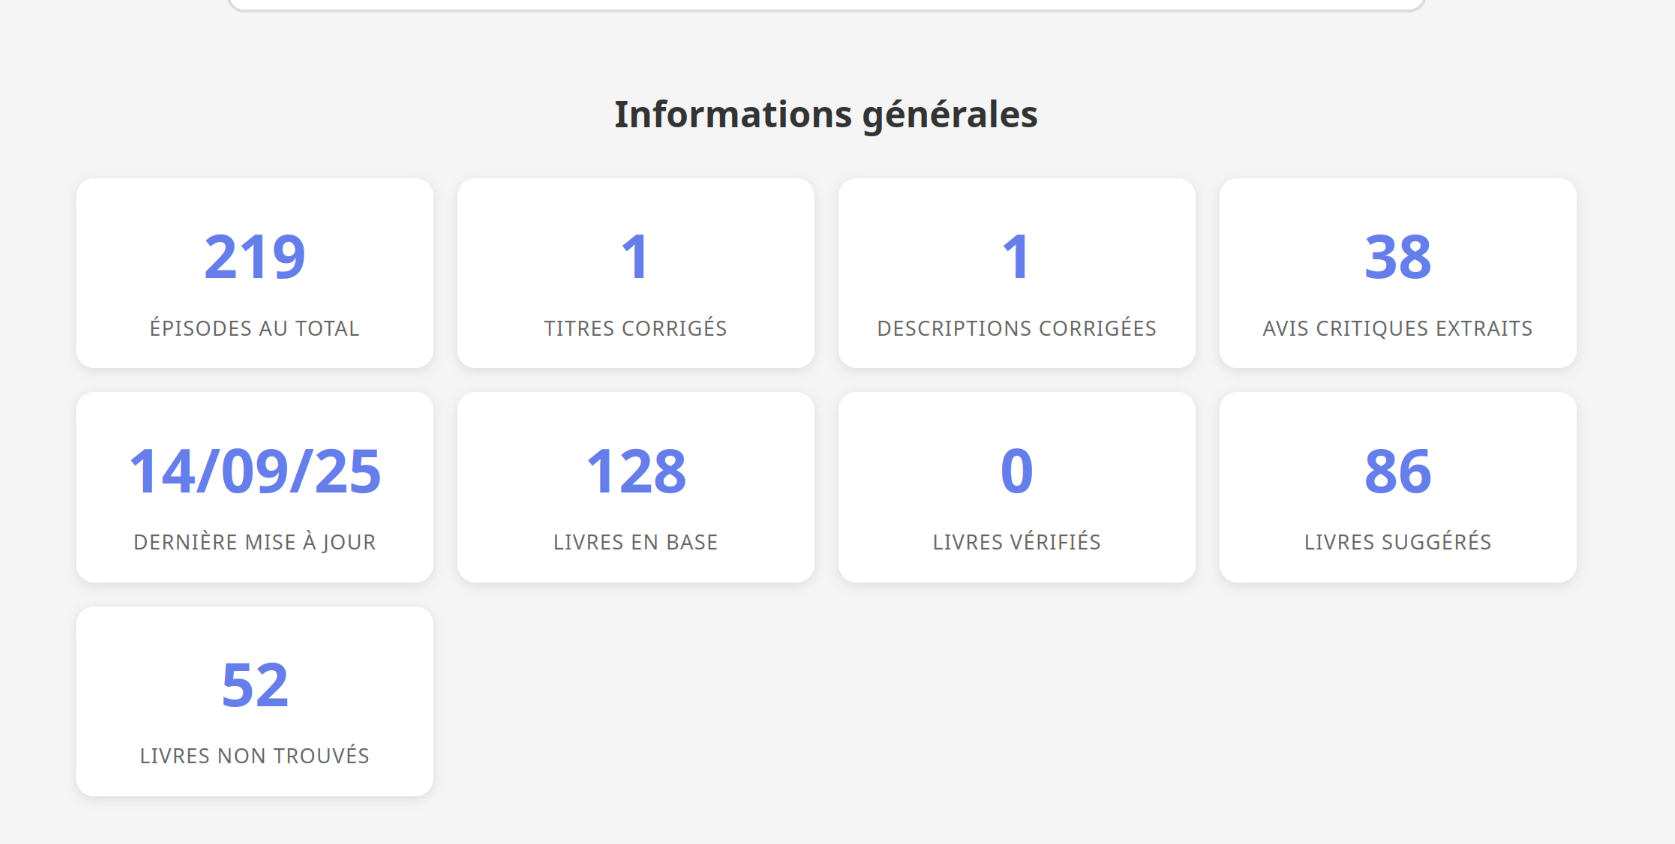 Informations générales
219
ÉPISODES AU TOTAL
1
TITRES CORRIGÉS
1
DESCRIPTIONS CORRIGÉES
38
AVIS CRITIQUES EXTRAITS
14/09/25
DERNIÈRE MISE À JOUR
128
LIVRES EN BASE
0
LIVRES VÉRIFIÉS
86
LIVRES SUGGÉRÉS
52
LIVRES NON TROUVÉS